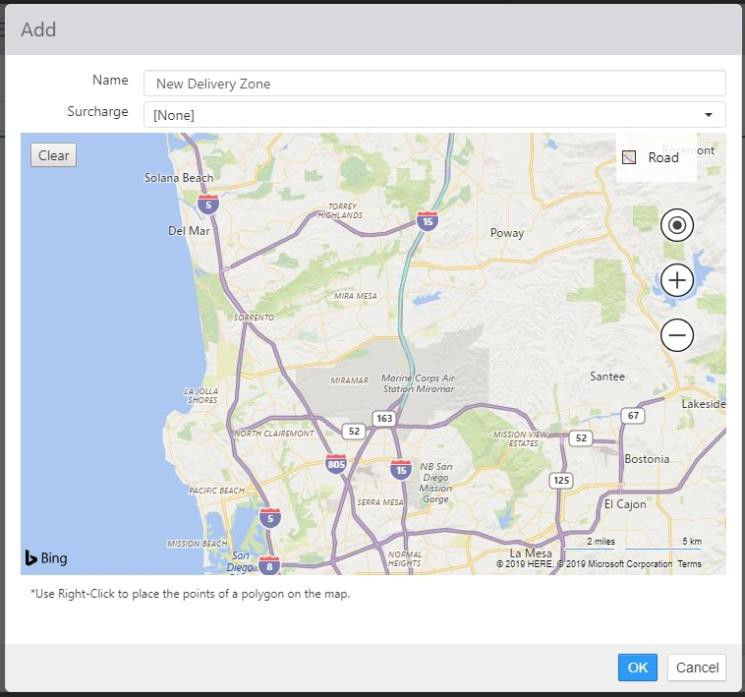 Add
Name
New Delivery Zone
Surcharge
[None]
Clear
Road
Solana Beach
5
TORREY
HIGHLANDS
15
Del Mar
Poway
MIRA MESA
SORRENTO
Santee
MIRAMAR
Marine Corps Air
Station Miramar
LA JOLLA
SHORES
Lakeside
67
163
52
NORTH CLAIREMONT
MISSION VIEW
ESTATES
52
805
15
NB San
Diego
Mission
Gorge
Bostonia
125
PACIFIC BEACH
SERRA MESA
El Cajon
5
MISSION BEACH
2 miles
5 km
San
Diego
8
NORMAL
HEIGHTS
La Mesa
Bing
© 2019 HERE, © 2019 Microsoft Corporation Terms
*Use Right-Click to place the points of a polygon on the map.
OK
Cancel